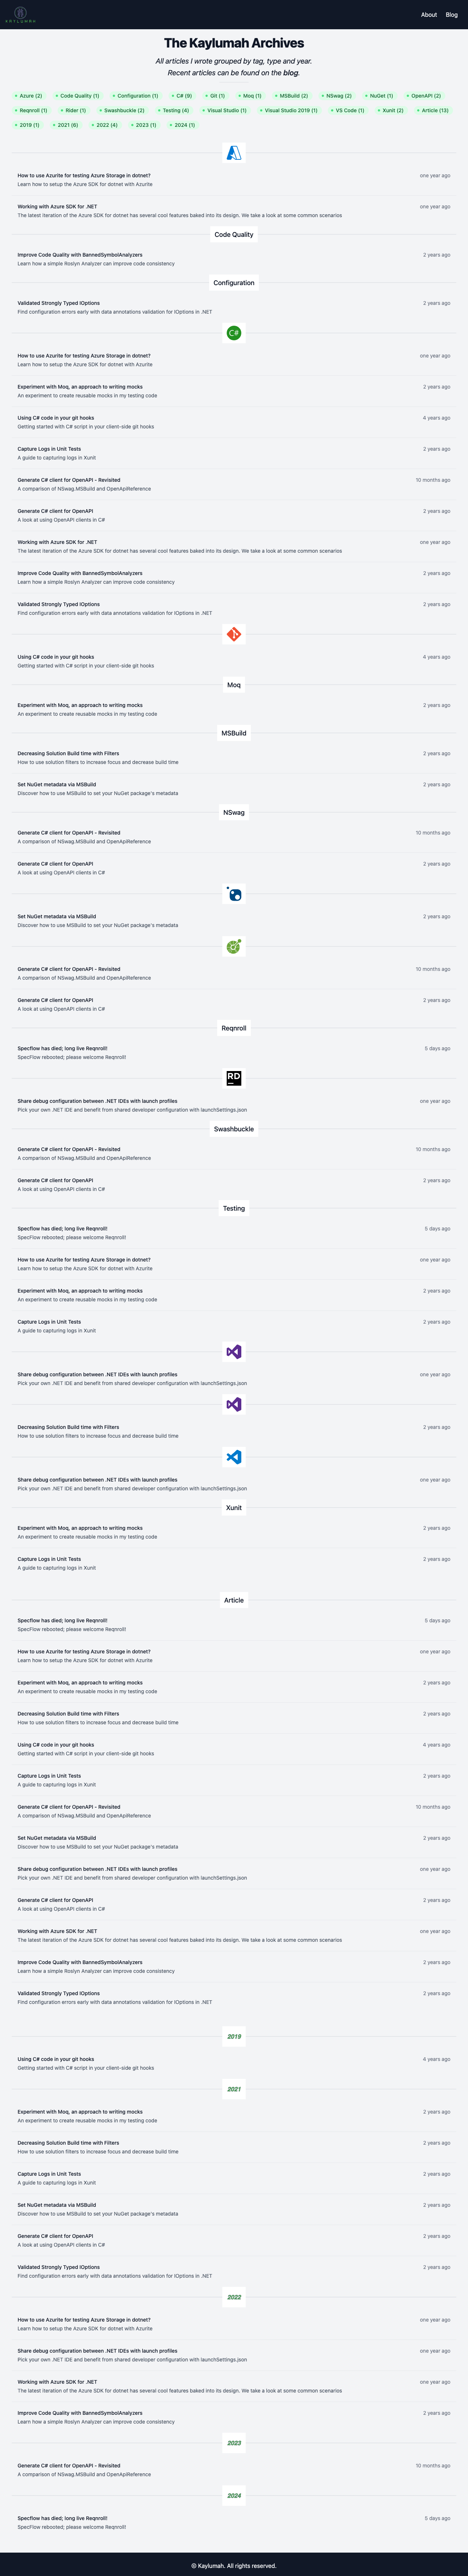 KAYLUMAH
About Blog
The Kaylumah Archives
All articles I wrote grouped by tag, type and year.
Recent articles can be found on the blog.
Azure (2) Code Quality (1) Configuration (1) C# (9) Git (1) Moq (1) MSBuild (2) NSwag (2) NuGet (1) OpenAPI (2)
Reqnroll (1) Rider (1) Swashbuckle (2) Testing (4) Visual Studio (1) Visual Studio 2019 (1) VS Code (1) Xunit (2) Article (13)
2019 (1) 2021 (6) 2022 (4) 2023 (1) 2024 (1)
How to use Azurite for testing Azure Storage in dotnet? one year ago
Learn how to setup the Azure SDK for dotnet with Azurite
Working with Azure SDK for .NET one year ago
The latest iteration of the Azure SDK for dotnet has several cool features baked into its design. We take a look at some common scenarios
Code Quality
Improve Code Quality with BannedSymbolAnalyzers 2 years ago
Learn how a simple Roslyn Analyzer can improve code consistency
Configuration
Validated Strongly Typed IOptions 2 years ago
Find configuration errors early with data annotations validation for IOptions in .NET
C#
How to use Azurite for testing Azure Storage in dotnet? one year ago
Learn how to setup the Azure SDK for dotnet with Azurite
Experiment with Moq, an approach to writing mocks 2 years ago
An experiment to create reusable mocks in my testing code
Using C# code in your git hooks 4 years ago
Getting started with C# script in your client-side git hooks
Capture Logs in Unit Tests 2 years ago
A guide to capturing logs in Xunit
Generate C# client for OpenAPI - Revisited 10 months ago
A comparison of NSwag.MSBuild and OpenApiReference
Generate C# client for OpenAPI 2 years ago
A look at using OpenAPI clients in C#
Working with Azure SDK for .NET one year ago
The latest iteration of the Azure SDK for dotnet has several cool features baked into its design. We take a look at some common scenarios
Improve Code Quality with BannedSymbolAnalyzers 2 years ago
Learn how a simple Roslyn Analyzer can improve code consistency
Validated Strongly Typed IOptions 2 years ago
Find configuration errors early with data annotations validation for IOptions in .NET
Using C# code in your git hooks 4 years ago
Getting started with C# script in your client-side git hooks
Moq
Experiment with Moq, an approach to writing mocks 2 years ago
An experiment to create reusable mocks in my testing code
MSBuild
Decreasing Solution Build time with Filters 2 years ago
How to use solution filters to increase focus and decrease build time
Set NuGet metadata via MSBuild 2 years ago
Discover how to use MSBuild to set your NuGet package's metadata
NSwag
Generate C# client for OpenAPI - Revisited 10 months ago
A comparison of NSwag.MSBuild and OpenApiReference
Generate C# client for OpenAPI 2 years ago
A look at using OpenAPI clients in C#
Set NuGet metadata via MSBuild 2 years ago
Discover how to use MSBuild to set your NuGet package's metadata
Generate C# client for OpenAPI - Revisited 10 months ago
A comparison of NSwag.MSBuild and OpenApiReference
Generate C# client for OpenAPI 2 years ago
A look at using OpenAPI clients in C#
Reqnroll
Specflow has died; long live Reqnroll! 5 days ago
SpecFlow rebooted; please welcome Reqnroll!
RD
Share debug configuration between .NET IDEs with launch profiles one year ago
Pick your own .NET IDE and benefit from shared developer configuration with launchSettings.json
Swashbuckle
Generate C# client for OpenAPI - Revisited 10 months ago
A comparison of NSwag.MSBuild and OpenApiReference
Generate C# client for OpenAPI 2 years ago
A look at using OpenAPI clients in C#
Testing
Specflow has died; long live Reqnroll! 5 days ago
SpecFlow rebooted; please welcome Reqnroll!
How to use Azurite for testing Azure Storage in dotnet? one year ago
Learn how to setup the Azure SDK for dotnet with Azurite
Experiment with Moq, an approach to writing mocks 2 years ago
An experiment to create reusable mocks in my testing code
Capture Logs in Unit Tests 2 years ago
A guide to capturing logs in Xunit
Share debug configuration between .NET IDEs with launch profiles one year ago
Pick your own .NET IDE and benefit from shared developer configuration with launchSettings.json
Decreasing Solution Build time with Filters 2 years ago
How to use solution filters to increase focus and decrease build time
Share debug configuration between .NET IDEs with launch profiles one year ago
Pick your own .NET IDE and benefit from shared developer configuration with launchSettings.json
Xunit
Experiment with Moq, an approach to writing mocks 2 years ago
An experiment to create reusable mocks in my testing code
Capture Logs in Unit Tests 2 years ago
A guide to capturing logs in Xunit
Article
Specflow has died; long live Reqnroll! 5 days ago
SpecFlow rebooted; please welcome Reqnroll!
How to use Azurite for testing Azure Storage in dotnet? one year ago
Learn how to setup the Azure SDK for dotnet with Azurite
Experiment with Moq, an approach to writing mocks 2 years ago
An experiment to create reusable mocks in my testing code
Decreasing Solution Build time with Filters 2 years ago
How to use solution filters to increase focus and decrease build time
Using C# code in your git hooks 4 years ago
Getting started with C# script in your client-side git hooks
Capture Logs in Unit Tests 2 years ago
A guide to capturing logs in Xunit
Generate C# client for OpenAPI - Revisited 10 months ago
A comparison of NSwag.MSBuild and OpenApiReference
Set NuGet metadata via MSBuild 2 years ago
Discover how to use MSBuild to set your NuGet package's metadata
Share debug configuration between .NET IDEs with launch profiles one year ago
Pick your own .NET IDE and benefit from shared developer configuration with launchSettings.json
Generate C# client for OpenAPI 2 years ago
A look at using OpenAPI clients in C#
Working with Azure SDK for .NET one year ago
The latest iteration of the Azure SDK for dotnet has several cool features baked into its design. We take a look at some common scenarios
Improve Code Quality with BannedSymbolAnalyzers 2 years ago
Learn how a simple Roslyn Analyzer can improve code consistency
Validated Strongly Typed IOptions 2 years ago
Find configuration errors early with data annotations validation for IOptions in .NET
2019
Using C# code in your git hooks 4 years ago
Getting started with C# script in your client-side git hooks
2021
Experiment with Moq, an approach to writing mocks 2 years ago
An experiment to create reusable mocks in my testing code
Decreasing Solution Build time with Filters 2 years ago
How to use solution filters to increase focus and decrease build time
Capture Logs in Unit Tests 2 years ago
A guide to capturing logs in Xunit
Set NuGet metadata via MSBuild 2 years ago
Discover how to use MSBuild to set your NuGet package's metadata
Generate C# client for OpenAPI 2 years ago
A look at using OpenAPI clients in C#
Validated Strongly Typed IOptions 2 years ago
Find configuration errors early with data annotations validation for IOptions in .NET
2022
How to use Azurite for testing Azure Storage in dotnet? one year ago
Learn how to setup the Azure SDK for dotnet with Azurite
Share debug configuration between .NET IDEs with launch profiles one year ago
Pick your own .NET IDE and benefit from shared developer configuration with launchSettings.json
Working with Azure SDK for .NET one year ago
The latest iteration of the Azure SDK for dotnet has several cool features baked into its design. We take a look at some common scenarios
Improve Code Quality with BannedSymbolAnalyzers 2 years ago
Learn how a simple Roslyn Analyzer can improve code consistency
2023
Generate C# client for OpenAPI - Revisited 10 months ago
A comparison of NSwag.MSBuild and OpenApiReference
2024
Specflow has died; long live Reqnroll! 5 days ago
SpecFlow rebooted; please welcome Reqnroll!
© Kaylumah. All rights reserved.